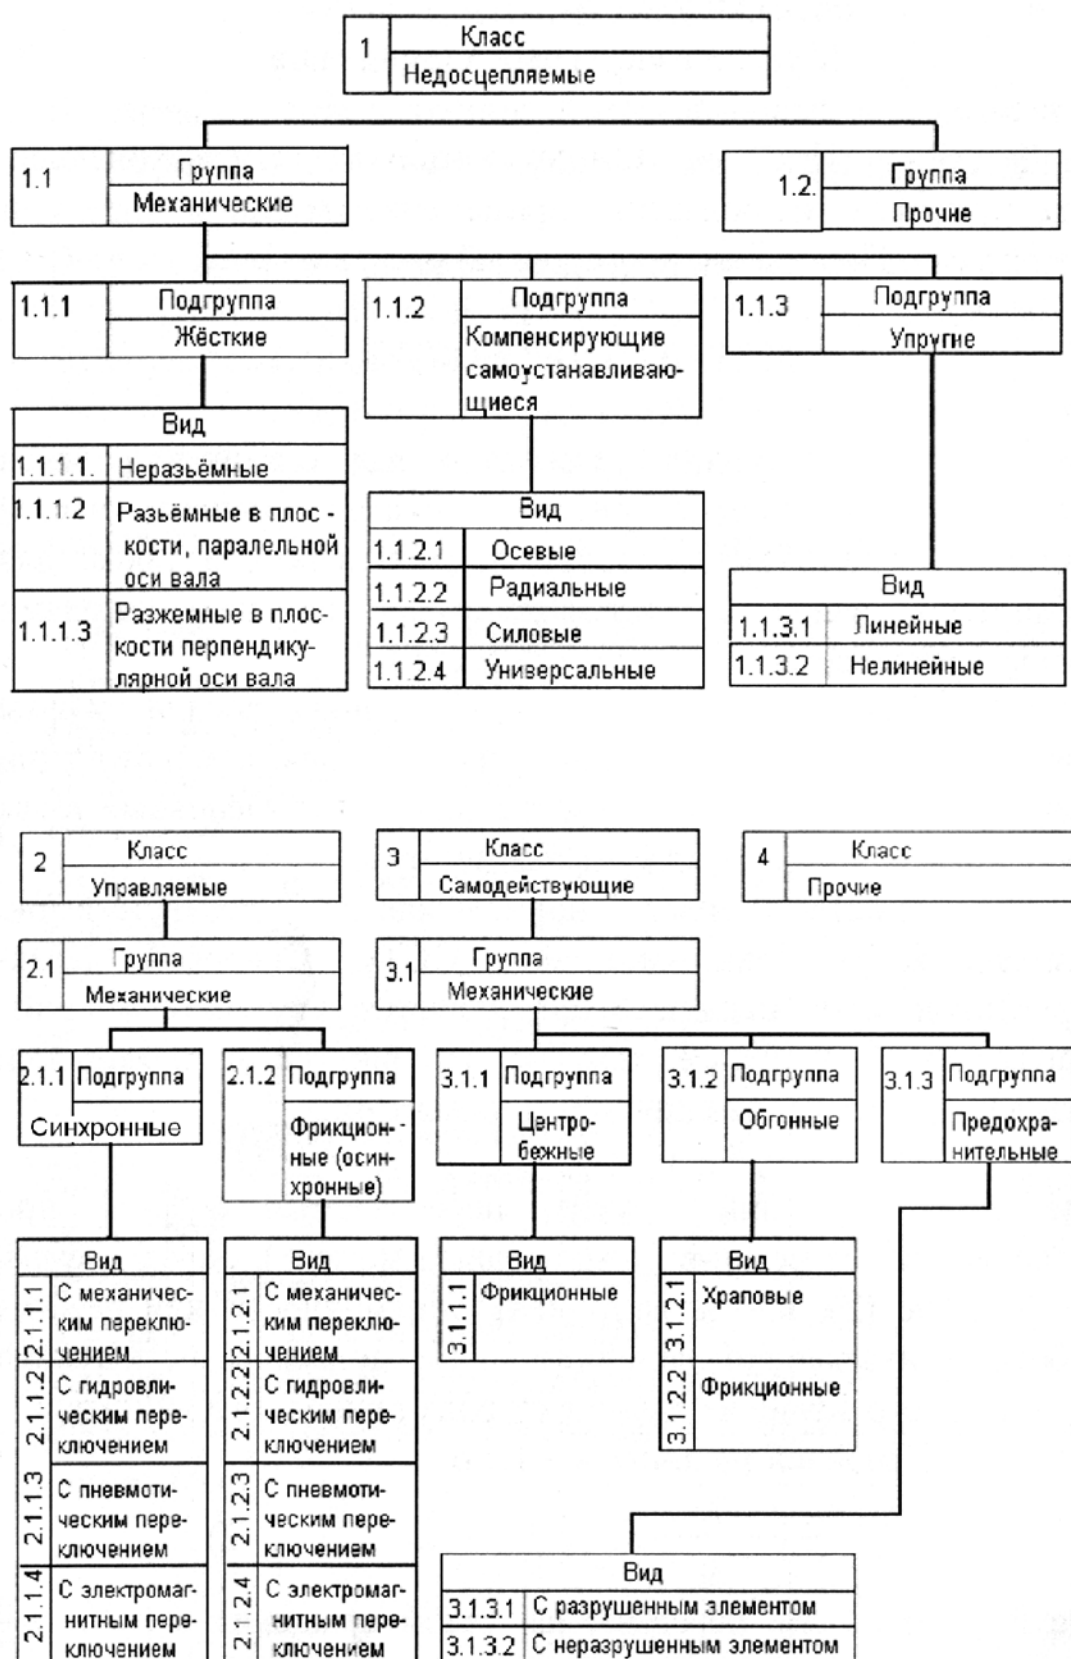 1
Класс
Недосцепляемые
1.1
Группа
Механические
1.2.
Группа
Прочие
1.1.1
Подгруппа
Жёсткие
1.1.2
Подгруппа
Компенсирующие
самоустанавливаю-
щиеся
1.1.3
Подгруппа
Упругие
Вид
1.1.1.1. Неразьёмные
1.1.1.2 Разьёмные в плос -
кости, паралельной
оси вала
1.1.1.3 Разжемные в плос-
кости перпендику-
лярной оси вала
Вид
1.1.2.1 Осевые
1.1.2.2 Радиальные
1.1.2.3 Силовые
1.1.2.4 Универсальные
Вид
1.1.3.1 Линейные
1.1.3.2 Нелинейные
2
Класс
Управляемые
3
Класс
Самодействующие
4
Класс
Прочие
2.1
Группа
Механические
3.1
Группа
Механические
2.1.1 Подгруппа
Синхронные
2.1.2 Подгруппа
Фрикцион-
ные (осин-
хронные)
3.1.1 Подгруппа
Центро-
бежные
3.1.2 Подгруппа
Обгонные
3.1.3 Подгруппа
Предохра-
нительные
Вид
2.1.1.1 С механичес-
ким переклю-
чением
2.1.1.2 С гидровли-
ческим пере-
ключением
2.1.1.3 С пневмоти-
ческим пере-
ключением
2.1.1.4 С электромаг-
нитным пере-
ключением
Вид
2.1.2.1 С механичес-
ким переклю-
чением
2.1.2.2 С гидровли-
ческим пере-
ключением
2.1.2.3 С пневмоти-
ческим пере-
ключением
2.1.2.4 С электромаг-
нитным пере-
ключением
Вид
3.1.1.1 Фрикционные
Вид
3.1.2.1 Храповые
3.1.2.2 Фрикционные
Вид
3.1.3.1 С разрушенным элементом
3.1.3.2 С неразрушенным элементом